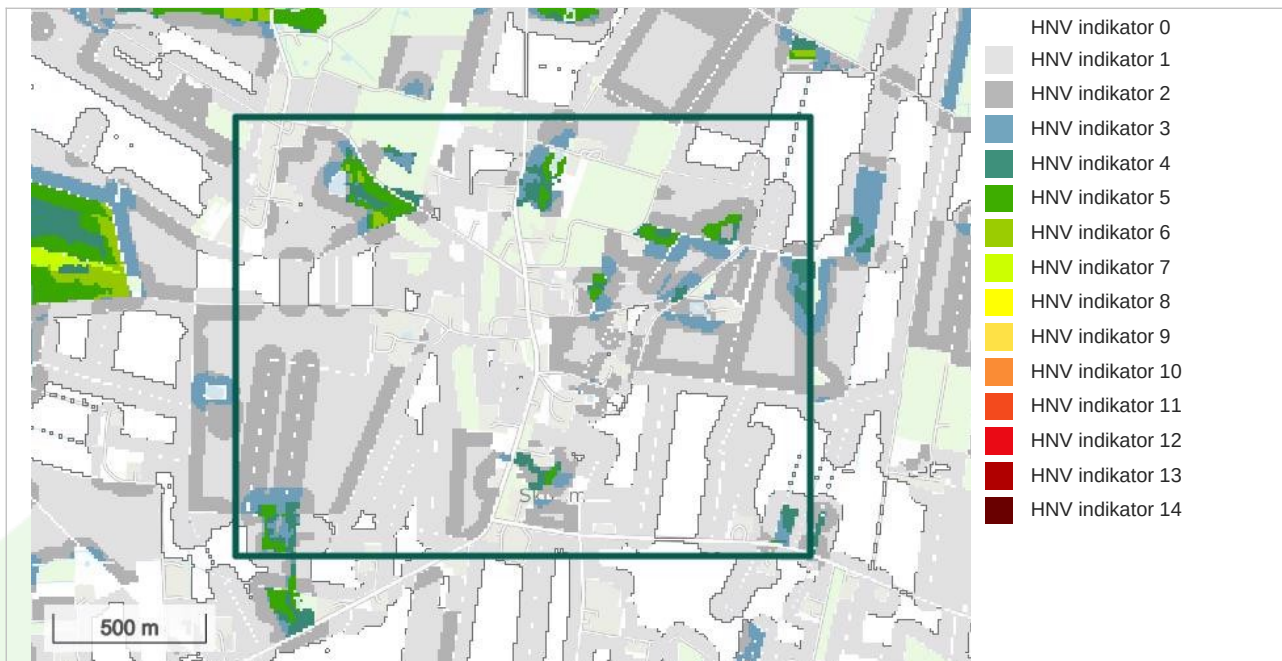 HNV indikator 0
HNV indikator 1
HNV indikator 2
HNV indikator 3
HNV indikator 4
HNV indikator 5
HNV indikator 6
HNV indikator 7
HNV indikator 8
HNV indikator 9
HNV indikator 10
HNV indikator 11
HNV indikator 12
HNV indikator 13
HNV indikator 14
500 m